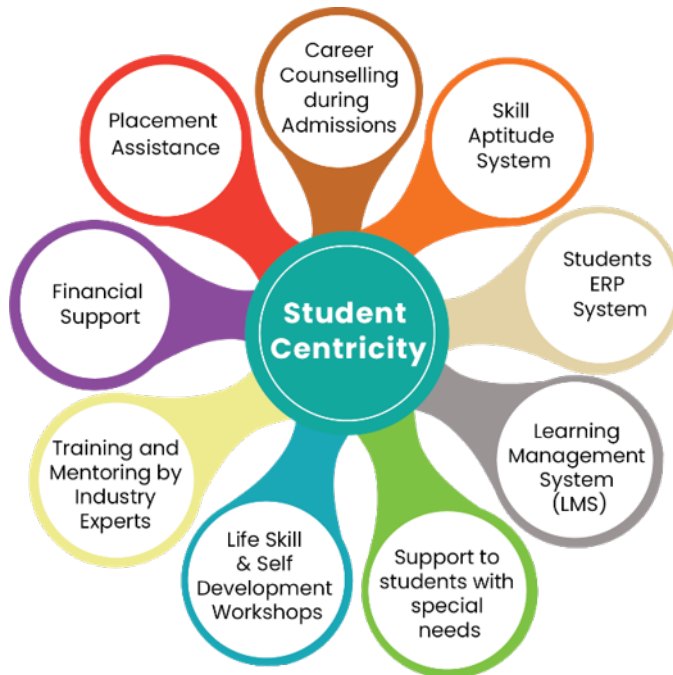 Student
Centricity
Career
Counselling
during
Admissions
Skill
Aptitude
System
Students
ERP
System
Learning
Management
System
(LMS)
Support to
students with
special
needs
Life Skill
& Self
Development
Workshops
Training and
Mentoring by
Industry
Experts
Financial
Support
Placement
Assistance